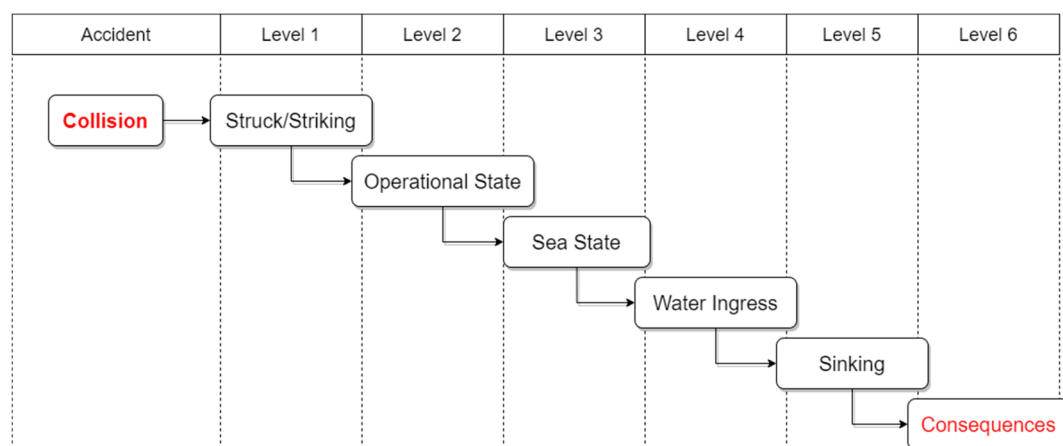 Accident Level 1 Level 2 Level 3 Level 4 Level 5 Level 6
Collision Struck/Striking
Operational State
Sea State
Water Ingress
Sinking
Consequences